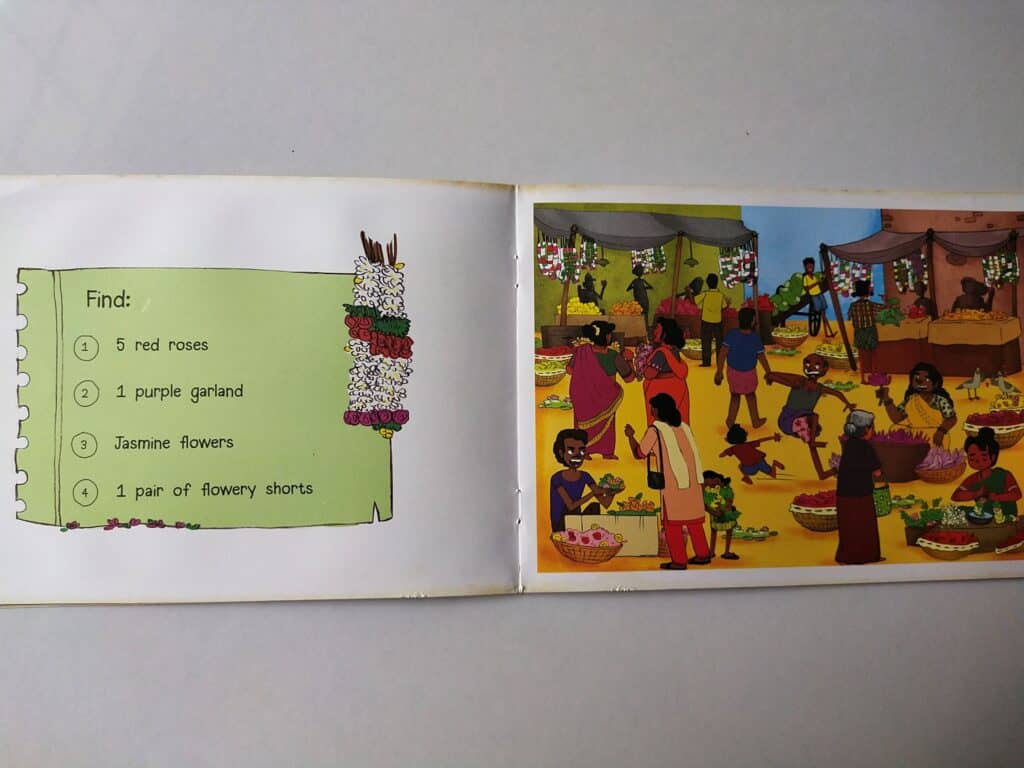 Find:
1 5 red roses
2 1 purple garland
3 Jasmine flowers
4 1 pair of flowery shorts